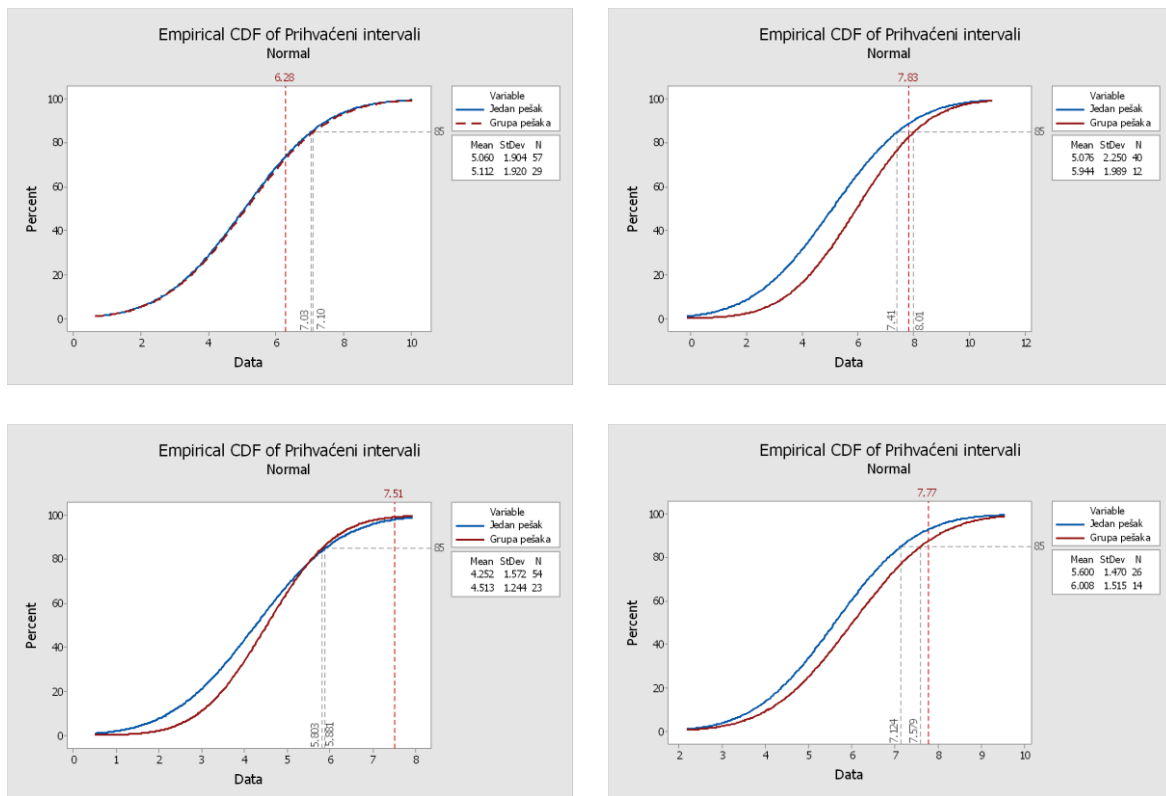 Empirical CDF of Prihvaćeni intervali
Normal
6.28
100
80
60
40
20
0
Percent
85
7.03
7.10
0 2 4 6 8 10
Data
Variable
Jedan pešak
Grupa pešaka
Mean StDev N
5.060 1.904 57
5.112 1.920 29
Empirical CDF of Prihvaćeni intervali
Normal
7.83
100
80
60
40
20
0
Percent
85
7.41
8.01
0 2 4 6 8 10 12
Data
Variable
Jedan pešak
Grupa pešaka
Mean StDev N
5.076 2.250 40
5.944 1.989 12
Empirical CDF of Prihvaćeni intervali
Normal
7.51
100
80
60
40
20
0
Percent
85
5.803
5.881
0 1 2 3 4 5 6 7 8
Data
Variable
Jedan pešak
Grupa pešaka
Mean StDev N
4.252 1.572 54
4.513 1.244 23
Empirical CDF of Prihvaćeni intervali
Normal
7.77
100
80
60
40
20
0
Percent
85
7.124
7.579
2 3 4 5 6 7 8 9 10
Data
Variable
Jedan pešak
Grupa pešaka
Mean StDev N
5.600 1.470 26
6.008 1.515 14